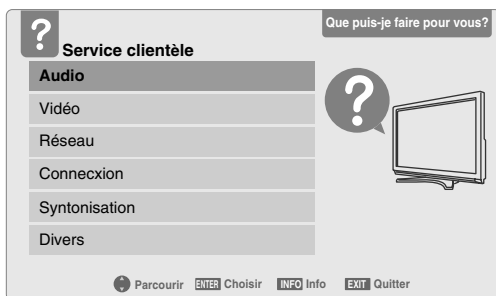 ?
Que puis-je faire pour vous?
Service clientèle
Audio
Vidéo
Réseau
Connecxion
Syntonisation
Divers
?
Parcourir ENTER Choisir INFO Info EXIT Quitter